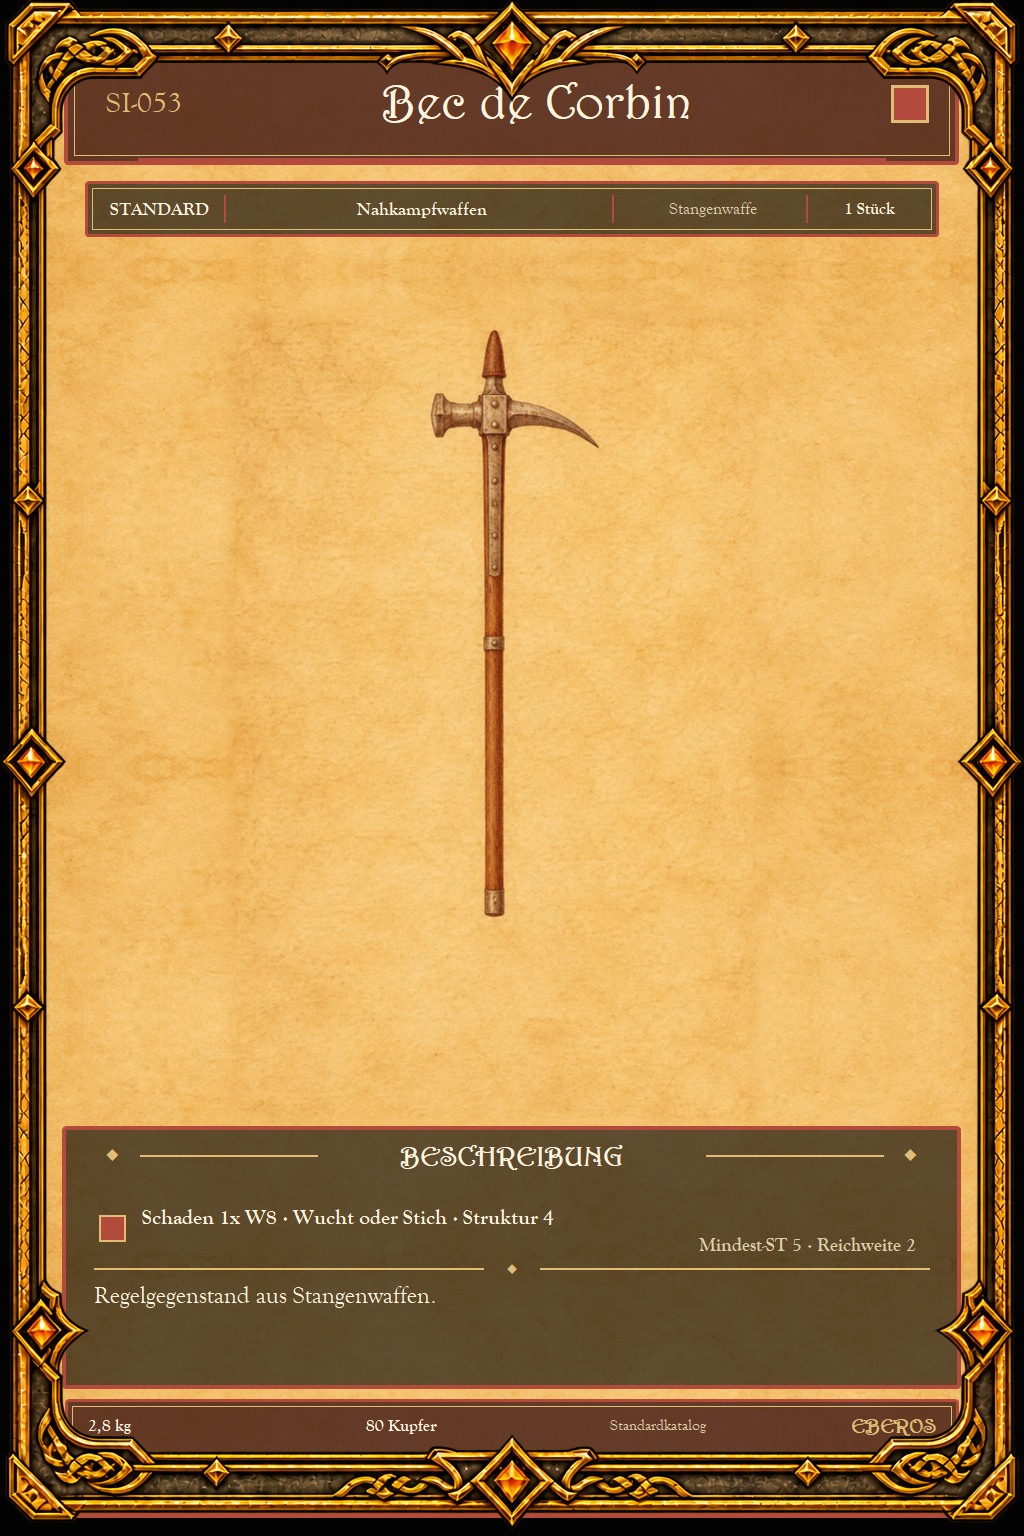 SI-053
Bec de Corbin
STANDARD
Nahkampfwaffen
Stangenwaffe
1 Stück
BESCHREIBUNG
Schaden 1x W8 · Wucht oder Stich · Struktur 4
Mindest-ST 5 · Reichweite 2
Regelgegenstand aus Stangenwaffen.
2,8 kg
80 Kupfer
Standardkatalog
EBEROS